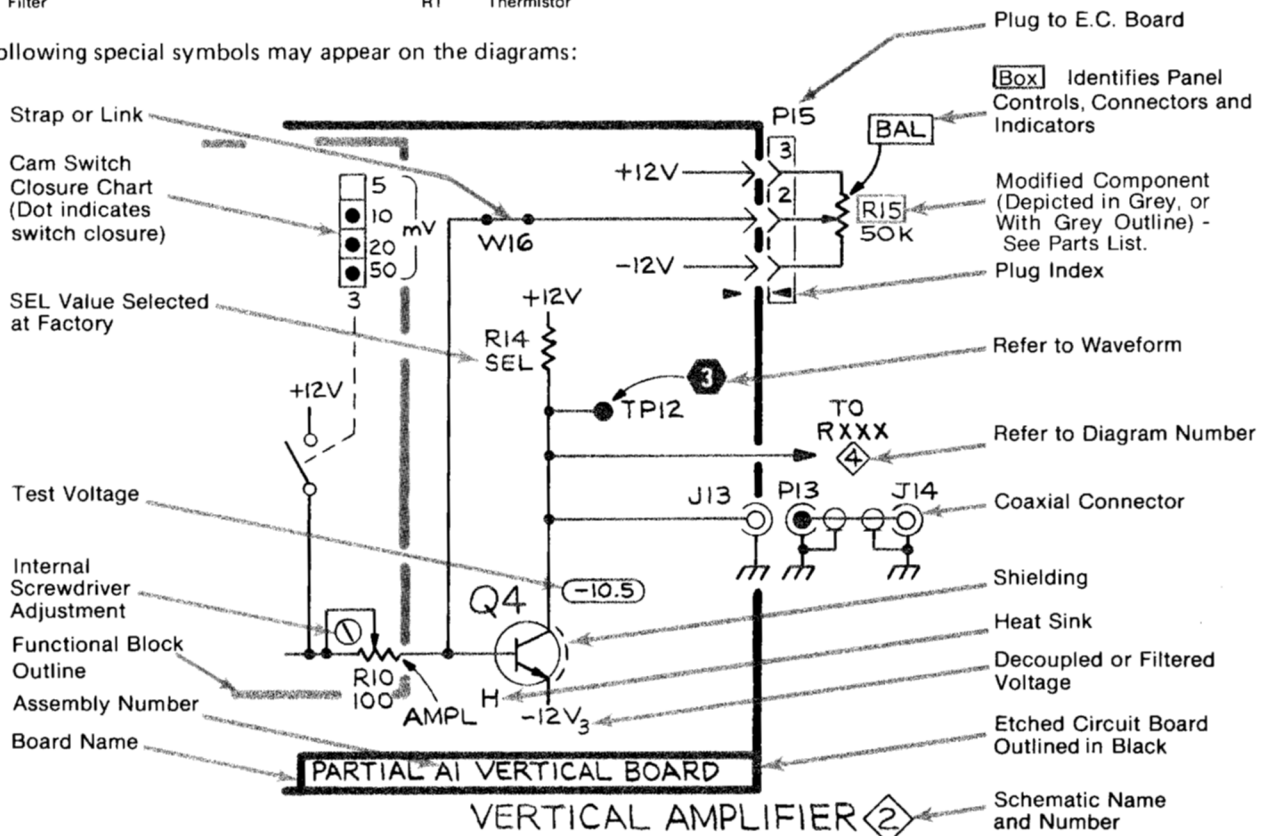 Filter
RT Thermistor
ollowing special symbols may appear on the diagrams:
Plug to E.C. Board
Box Identifies Panel
Controls, Connectors and
Indicators
Strap or Link
P15
BAL
Cam Switch
Closure Chart
(Dot indicates
switch closure)
5
10
20
50
mV
3
+12V
3
2
W16
-12V
R15
50K
Modified Component
(Depicted in Grey, or
With Grey Outline) -
See Parts List.
Plug Index
SEL Value Selected
at Factory
+12V
R14
SEL
3
Refer to Waveform
TP12
+12V
TO
RXXX
4
Refer to Diagram Number
Test Voltage
J13
P13
J14
Coaxial Connector
Internal
Screwdriver
Adjustment
-10.5
Q4
Shielding
Heat Sink
Functional Block
Outline
R10
100
AMPL
H
-12V3
Decoupled or Filtered
Voltage
Assembly Number
Board Name
Etched Circuit Board
Outlined in Black
PARTIAL A1 VERTICAL BOARD
VERTICAL AMPLIFIER 2
Schematic Name
and Number